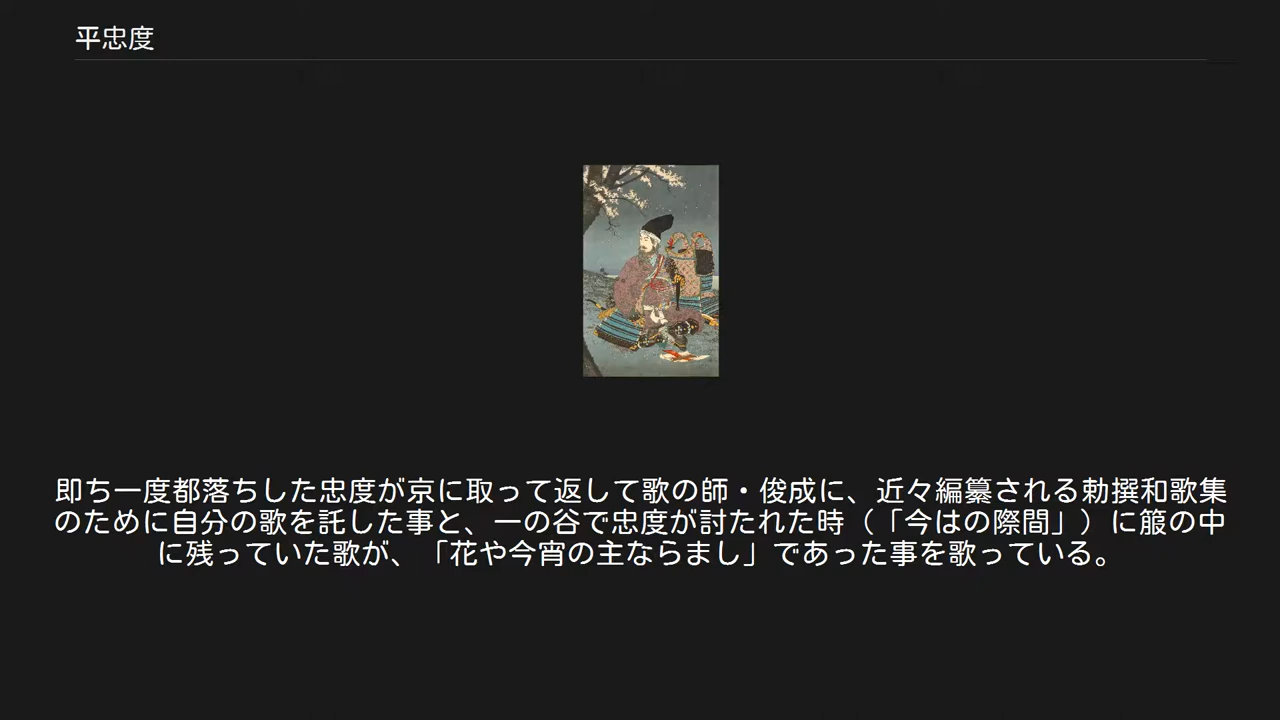 平忠度
即ち一度都落ちした忠度が京に取って返して歌の師・俊成に、近々編纂される勅撰和歌集
のために自分の歌を託した事と、一の谷で忠度が討たれた時（「今はの際間」）に箙の中
に残っていた歌が、「花や今宵の主ならまし」であった事を歌っている。